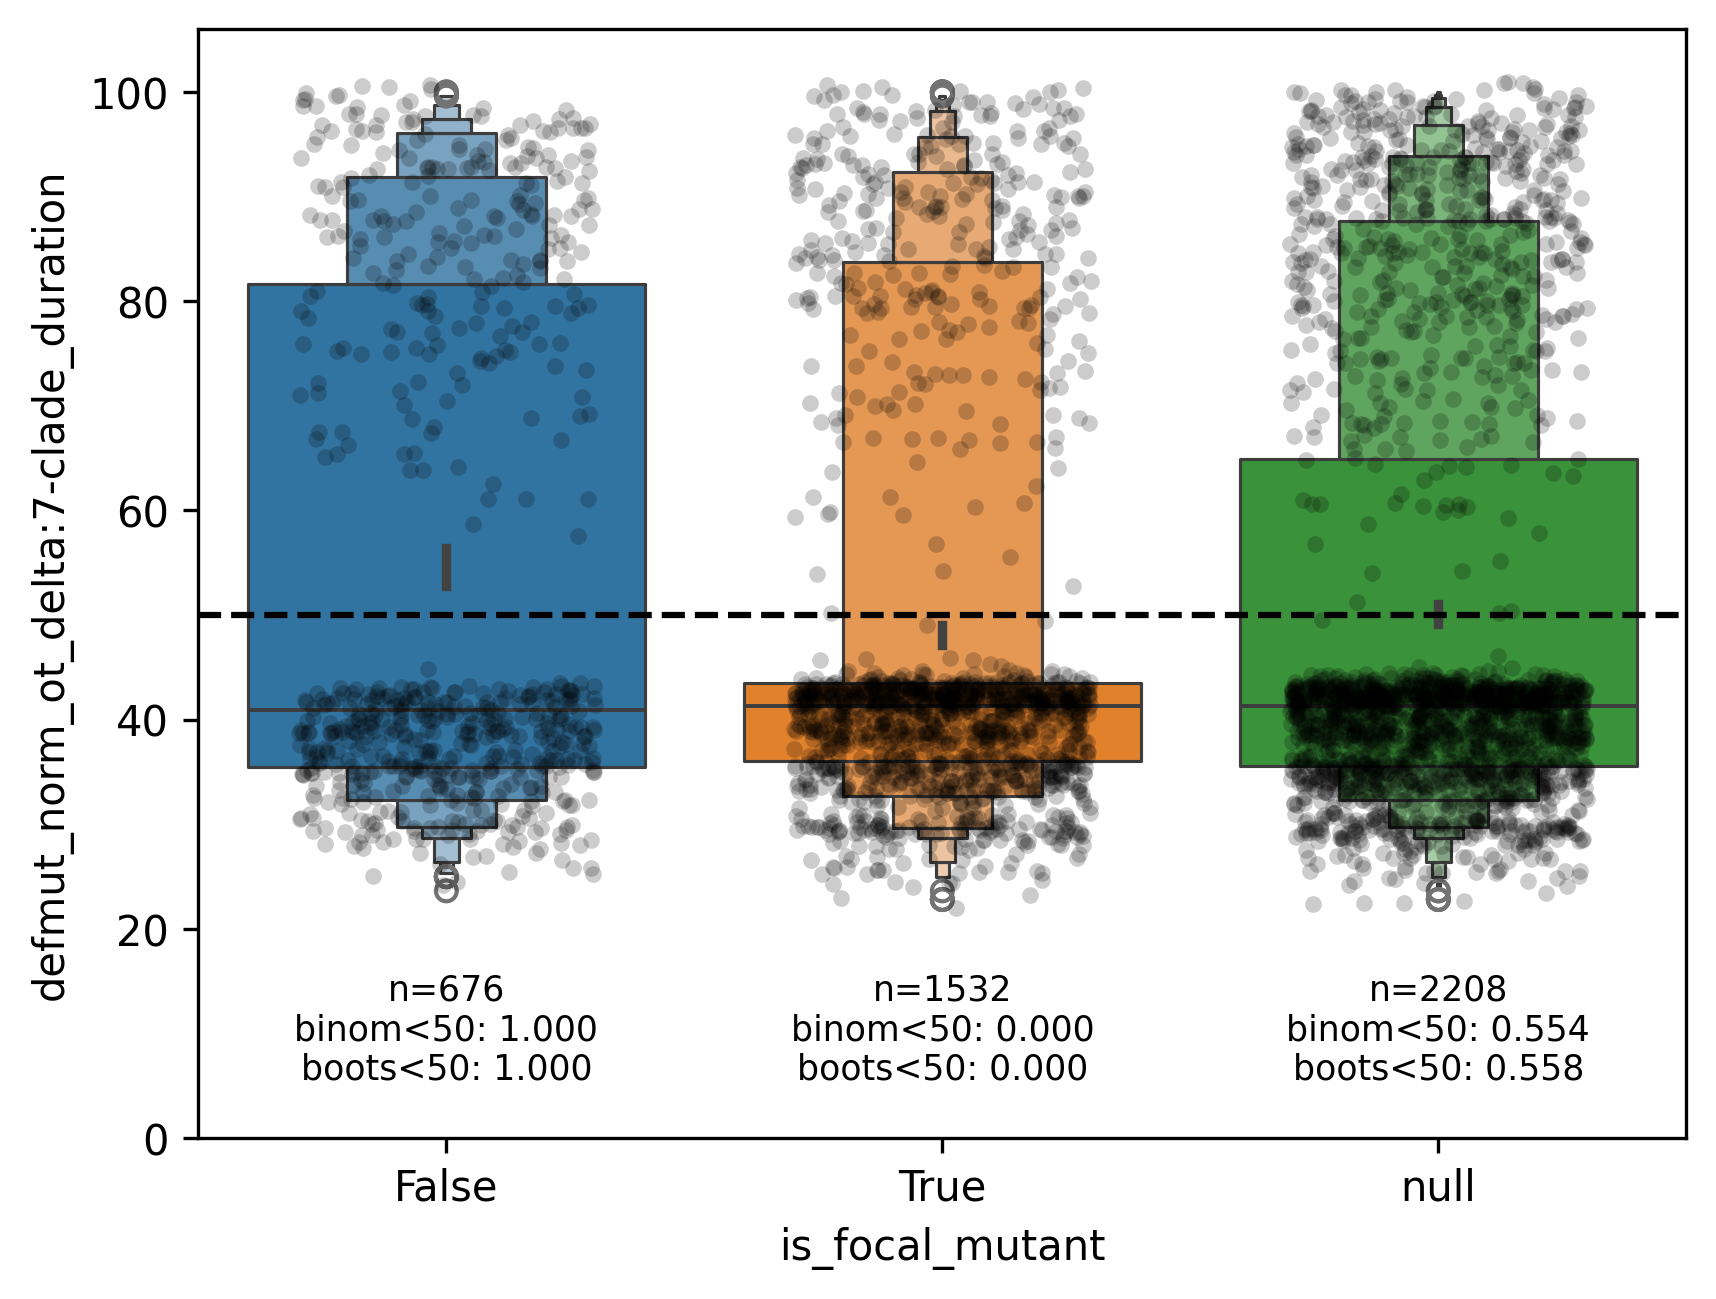 defmut_norm_ot_delta:7-clade_duration
100
80
60
40
20
0
n=676
binom<50: 1.000
boots<50: 1.000
n=1532
binom<50: 0.000
boots<50: 0.000
n=2208
binom<50: 0.554
boots<50: 0.558
False
True
null
is_focal_mutant